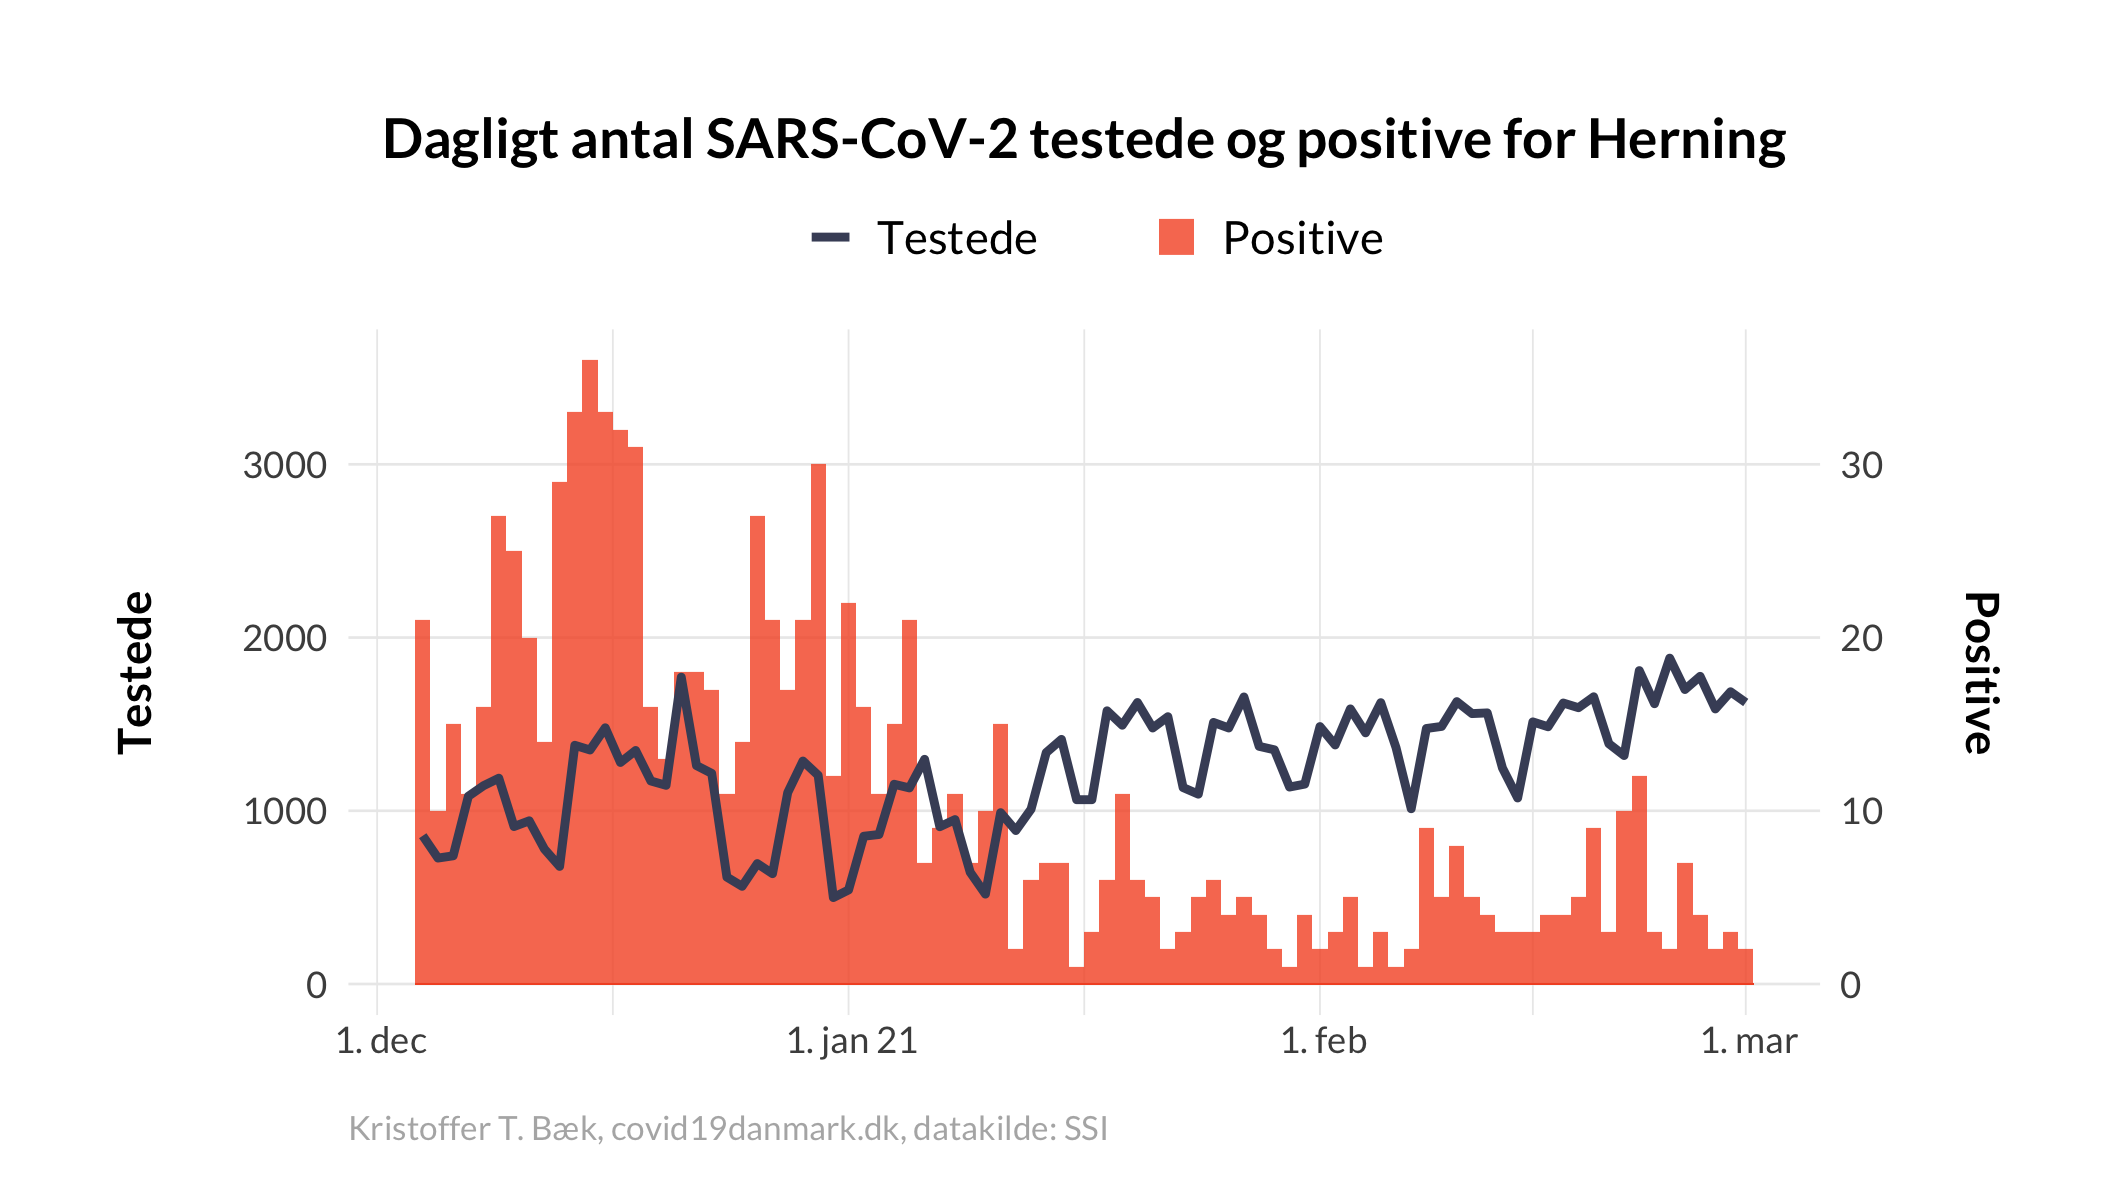 Dagligt antal SARS-CoV-2 testede og positive for Herning
Testede
Positive
3000
2000
1000
0
Testede
30
20
10
0
Positive
1. dec
1. jan 21
1. feb
1. mar
Kristoffer T. Bæk, covid19danmark.dk, datakilde: SSI